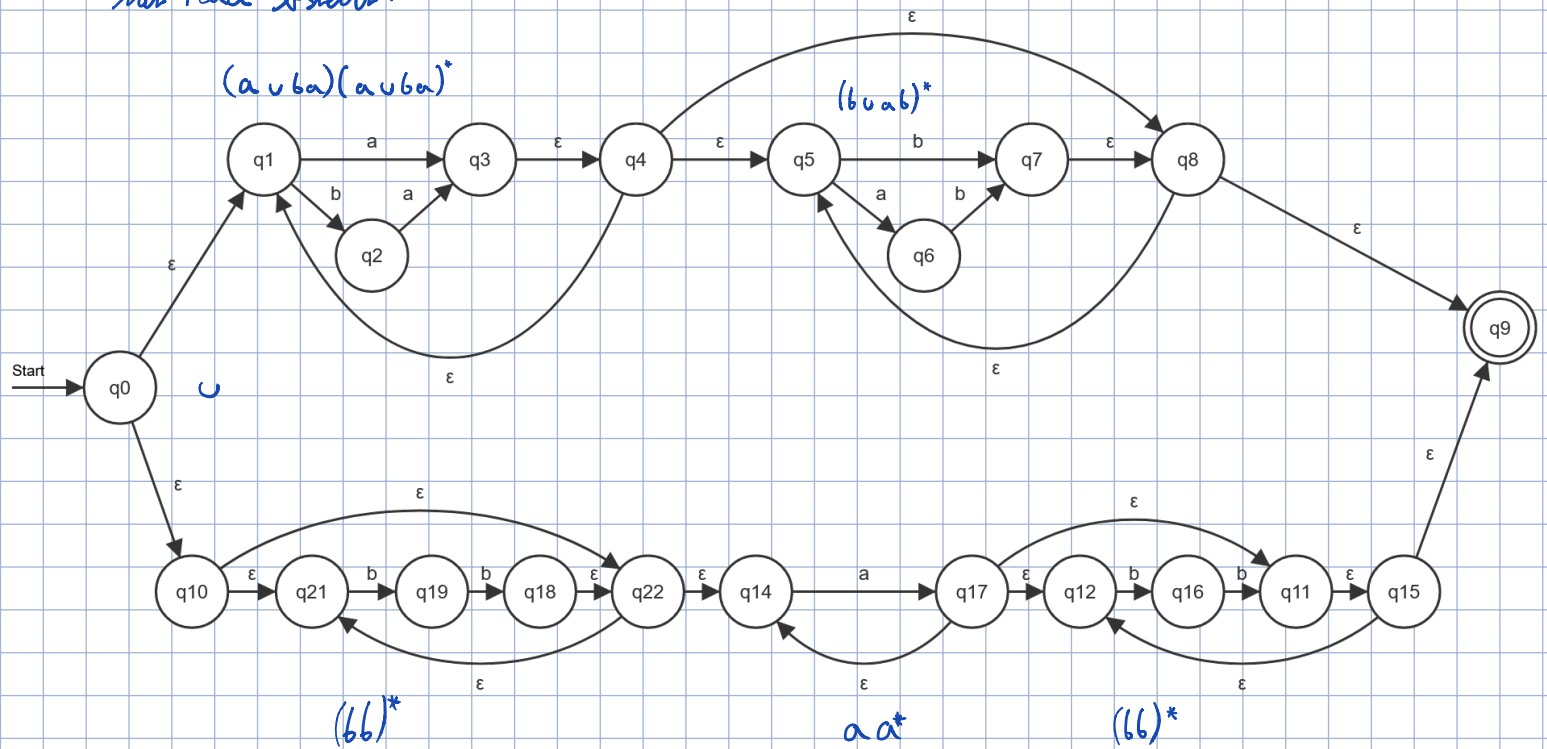 ε
(a ∪ ba)(a ∪ ba)*
(b ∪ ab)*
q1 a q3 ε q4 ε q5 b q7 ε q8
b a a b
q2 q6
ε ε
q9
ε ε
Start
q0 ∪
ε
ε
ε ε
q10 ε q21 b q19 b q18 ε q22 ε q14 a q17 ε q12 b q16 b q11 ε q15
ε ε ε
(bb)* aa* (bb)*